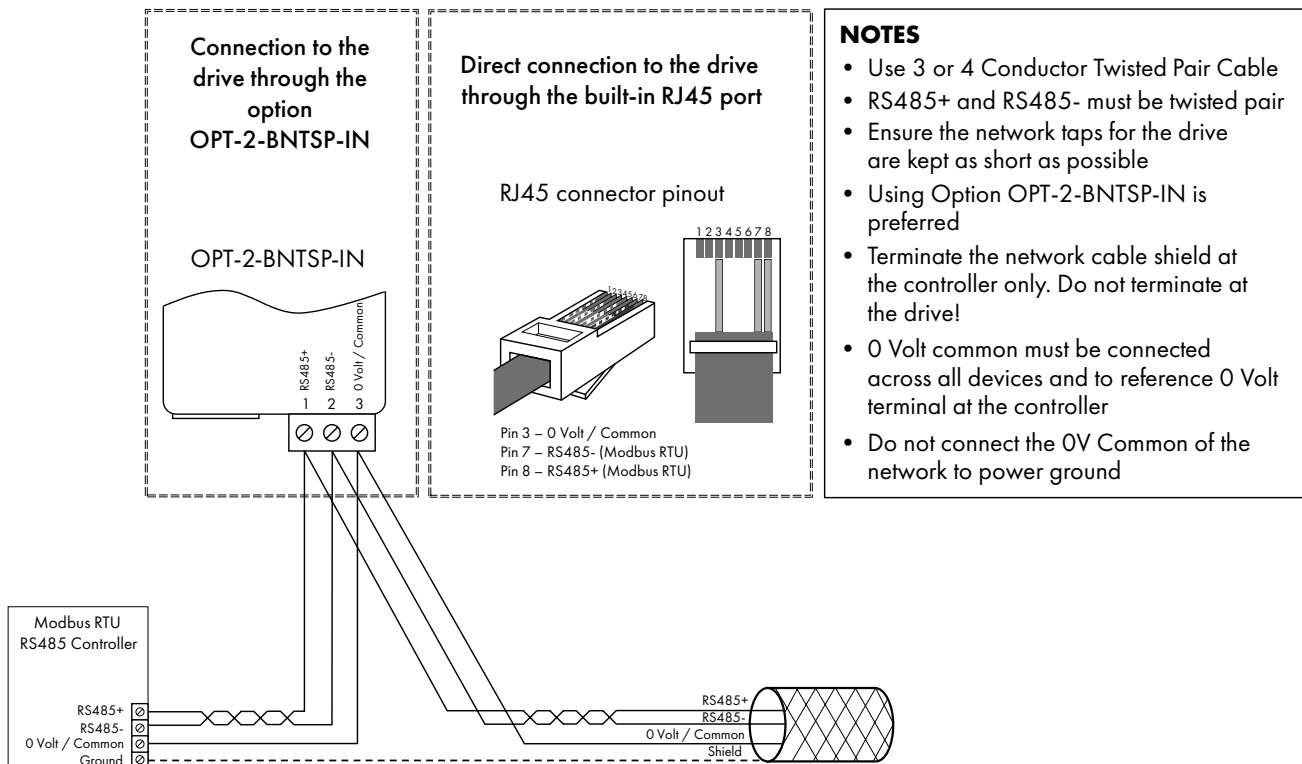 Connection to the
drive through the
option
OPT-2-BNTSP-IN
OPT-2-BNTSP-IN
RS485+
RS485-
0 Volt / Common
1 2 3
Direct connection to the drive
through the built-in RJ45 port
RJ45 connector pinout
12345678
12345678
Pin 3 – 0 Volt / Common
Pin 7 – RS485- (Modbus RTU)
Pin 8 – RS485+ (Modbus RTU)
NOTES
• Use 3 or 4 Conductor Twisted Pair Cable
• RS485+ and RS485- must be twisted pair
• Ensure the network taps for the drive
are kept as short as possible
• Using Option OPT-2-BNTSP-IN is
preferred
• Terminate the network cable shield at
the controller only. Do not terminate at
the drive!
• 0 Volt common must be connected
across all devices and to reference 0 Volt
terminal at the controller
• Do not connect the 0V Common of the
network to power ground
Modbus RTU
RS485 Controller
RS485+
RS485-
0 Volt / Common
Ground
RS485+
RS485-
0 Volt / Common
Shield